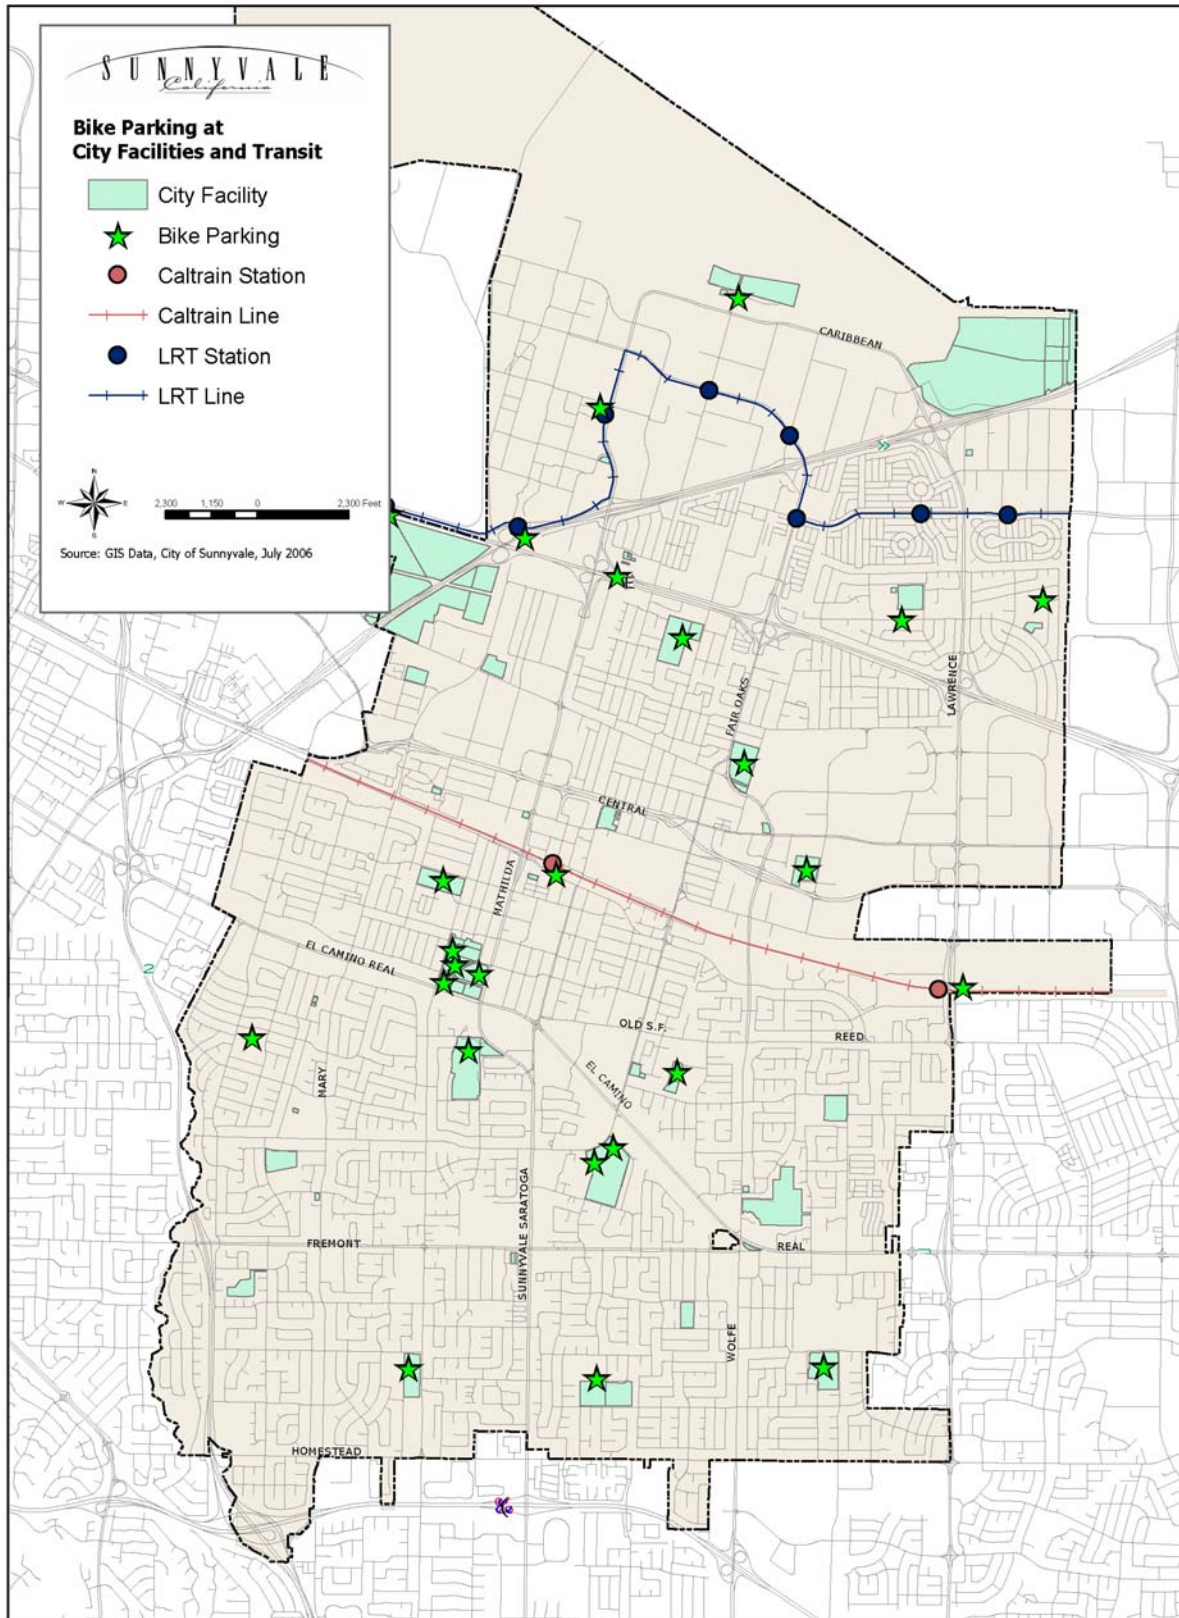 SUNNYVALE
California
Bike Parking at
City Facilities and Transit
City Facility
Bike Parking
Caltrain Station
Caltrain Line
LRT Station
LRT Line
N
W E
S
2,300 1,150 0 2,300 Feet
Source: GIS Data, City of Sunnyvale, July 2006
CARIBBEAN
LAWRENCE
FAIR OAKS
CENTRAL
MATHILDA
EL CAMINO REAL
OLD S.F.
REED
EL CAMINO
MARY
SUNNYVALE SARATOGA
FREMONT
REAL
WOLFE
HOMESTEAD